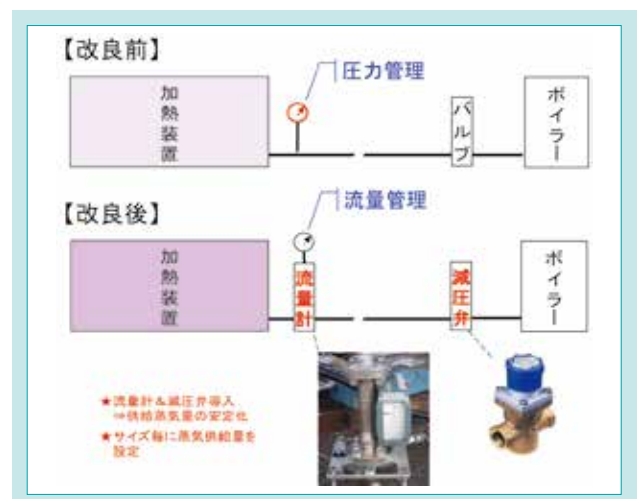 【改良前】
圧力管理
加熱装置
バルブ
ボイラー
【改良後】
流量管理
加熱装置
流量計
減圧弁
ボイラー
★流量計&減圧弁導入
⇒供給蒸気量の安定化
★サイズ毎に蒸気供給量を
設定